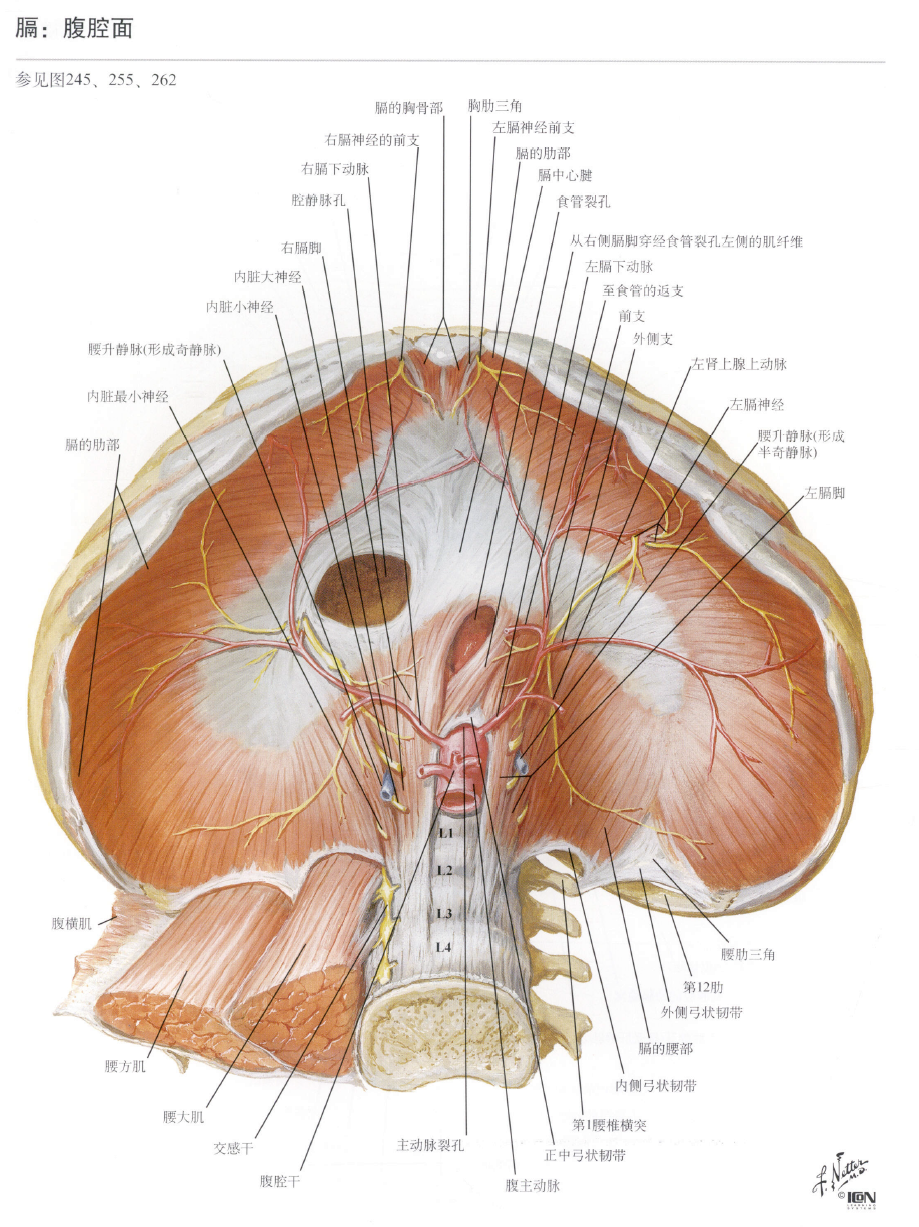 膈：腹腔面
参见图245、255、262
膈的胸骨部
胸肋三角
右膈神经的前支
左膈神经前支
膈的肋部
右膈下动脉
膈中心腱
腔静脉孔
食管裂孔
右膈脚
从右侧膈脚穿经食管裂孔左侧的肌纤维
内脏大神经
左膈下动脉
至食管的返支
内脏小神经
前支
外侧支
腰升静脉(形成奇静脉)
左肾上腺上动脉
内脏最小神经
左膈神经
腰升静脉(形成
半奇静脉)
膈的肋部
左膈脚
L1
L2
L3
L4
腹横肌
腰肋三角
第12肋
外侧弓状韧带
膈的腰部
腰方肌
内侧弓状韧带
腰大肌
第1腰椎横突
交感干
主动脉裂孔
正中弓状韧带
腹腔干
腹主动脉
F. Netter
M.D.
© ICON
LEARNING
SYSTEMS